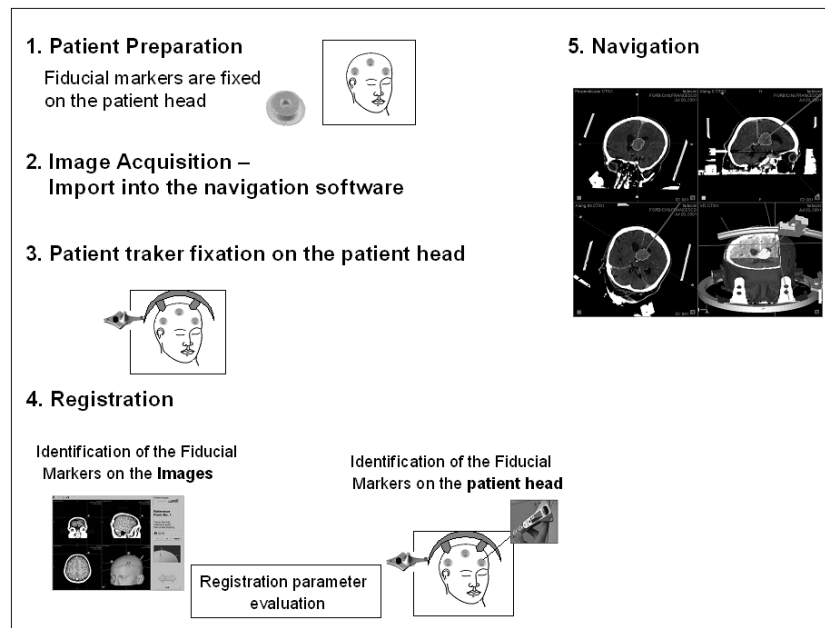 1. Patient Preparation
Fiducial markers are fixed
on the patient head
2. Image Acquisition –
Import into the navigation software
3. Patient traker fixation on the patient head
4. Registration
Identification of the Fiducial
Markers on the Images
Identification of the Fiducial
Markers on the patient head
Registration parameter
evaluation
5. Navigation